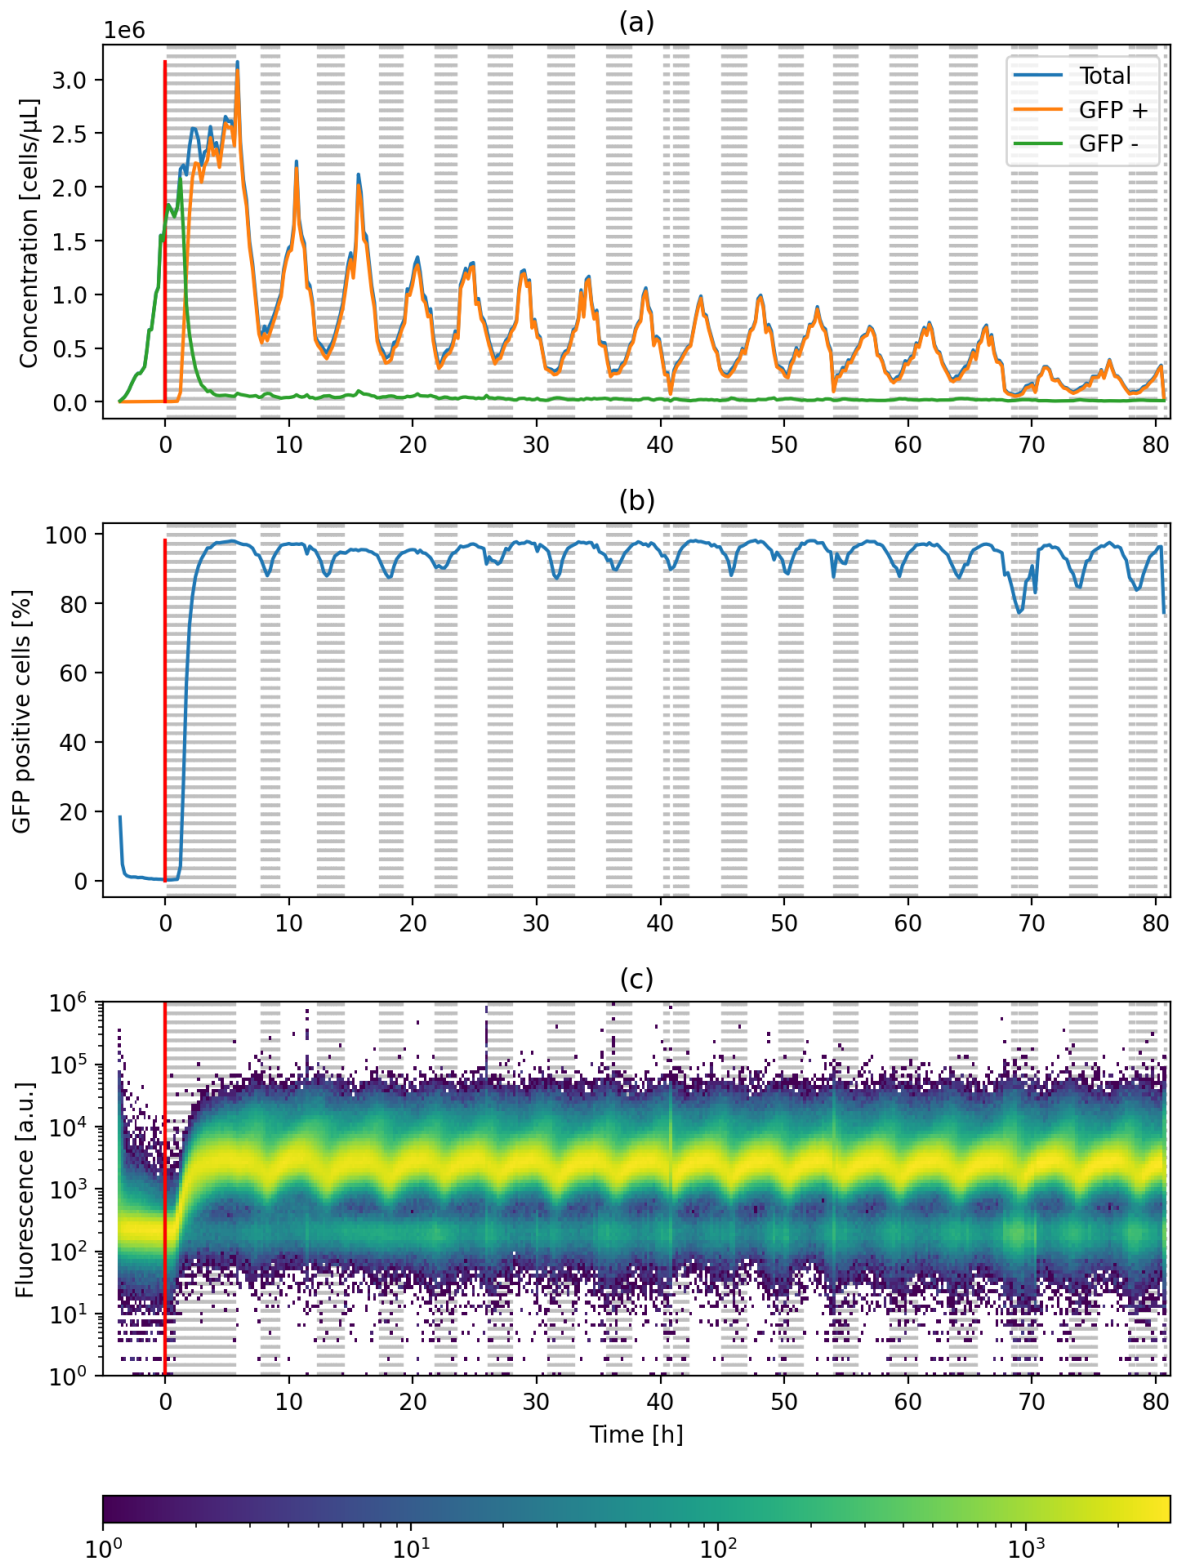 (a)
1e6
3.0
2.5
2.0
1.5
1.0
0.5
0.0
Concentration [cells/μL]
Total
GFP +
GFP -
0 10 20 30 40 50 60 70 80
(b)
100
80
60
40
20
0
GFP positive cells [%]
0 10 20 30 40 50 60 70 80
(c)
10⁶
10⁵
10⁴
10³
10²
10¹
10⁰
Fluorescence [a.u.]
0 10 20 30 40 50 60 70 80
Time [h]
10⁰ 10¹ 10² 10³